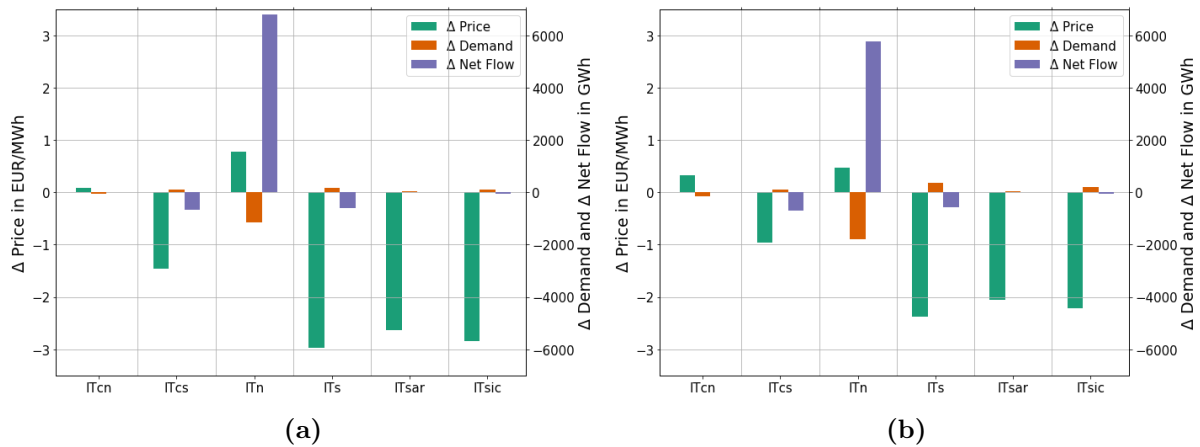 Δ Price in EUR/MWh
3
2
1
0
−1
−2
−3
Δ Price
Δ Demand
Δ Net Flow
6000
4000
2000
0
−2000
−4000
−6000
Δ Demand and Δ Net Flow in GWh
ITcn ITcs ITn ITs ITsar ITsic
(a)
Δ Price in EUR/MWh
3
2
1
0
−1
−2
−3
Δ Price
Δ Demand
Δ Net Flow
6000
4000
2000
0
−2000
−4000
−6000
Δ Demand and Δ Net Flow in GWh
ITcn ITcs ITn ITs ITsar ITsic
(b)